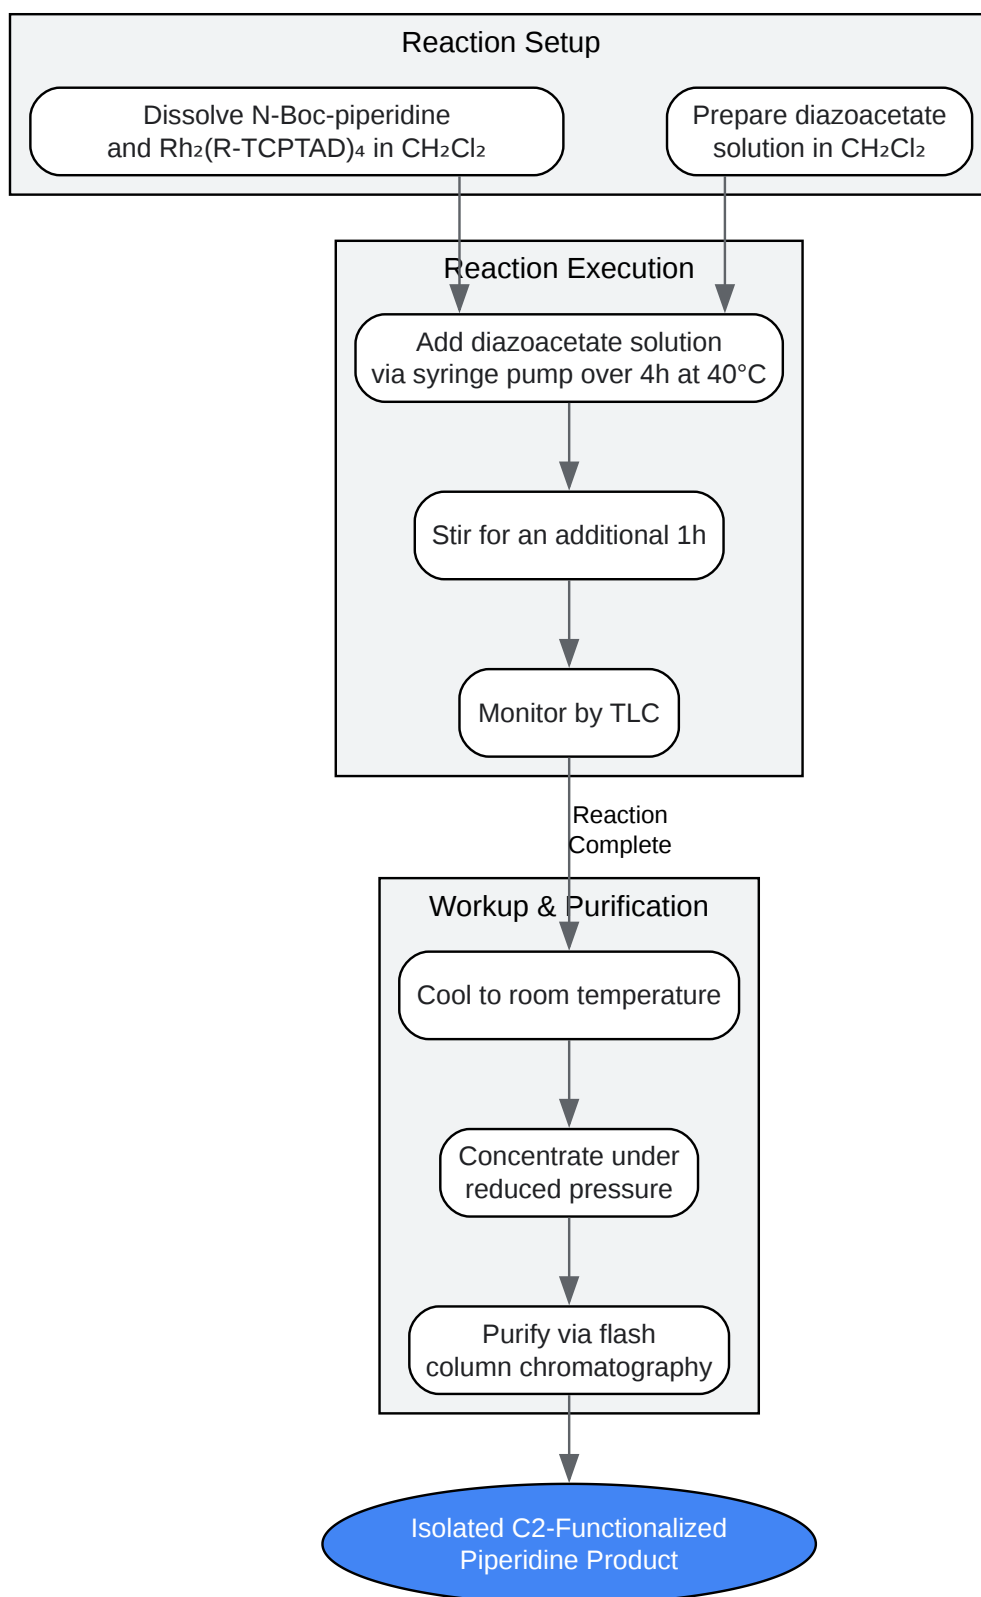 Reaction Setup
Dissolve N-Boc-piperidine
and Rh₂(R-TCPTAD)₄ in CH₂Cl₂
Prepare diazoacetate
solution in CH₂Cl₂
Reaction Execution
Add diazoacetate solution
via syringe pump over 4h at 40°C
Stir for an additional 1h
Monitor by TLC
Reaction
Complete
Workup & Purification
Cool to room temperature
Concentrate under
reduced pressure
Purify via flash
column chromatography
Isolated C2-Functionalized
Piperidine Product